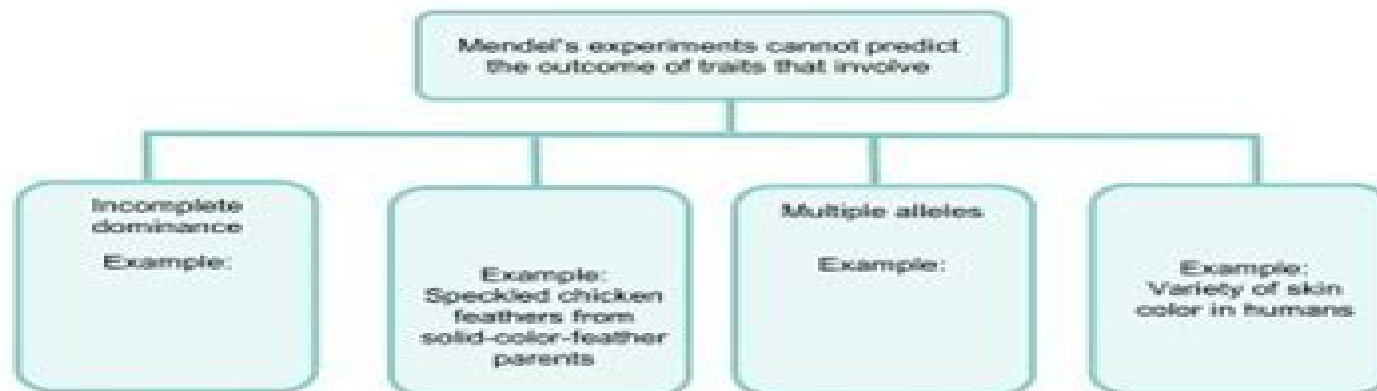 Mendel's experiments cannot predict
the outcome of traits that involve
Incomplete
dominance
Example:
Example:
Speckled chicken
feathers from
solid-color-feather
parents
Multiple alleles
Example:
Example:
Variety of skin
color in humans